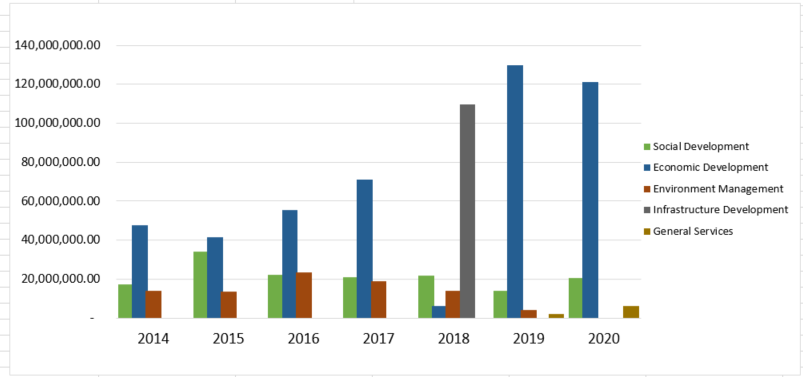 140,000,000.00
120,000,000.00
100,000,000.00
80,000,000.00
60,000,000.00
40,000,000.00
20,000,000.00
-
2014 2015 2016 2017 2018 2019 2020
Social Development
Economic Development
Environment Management
Infrastructure Development
General Services